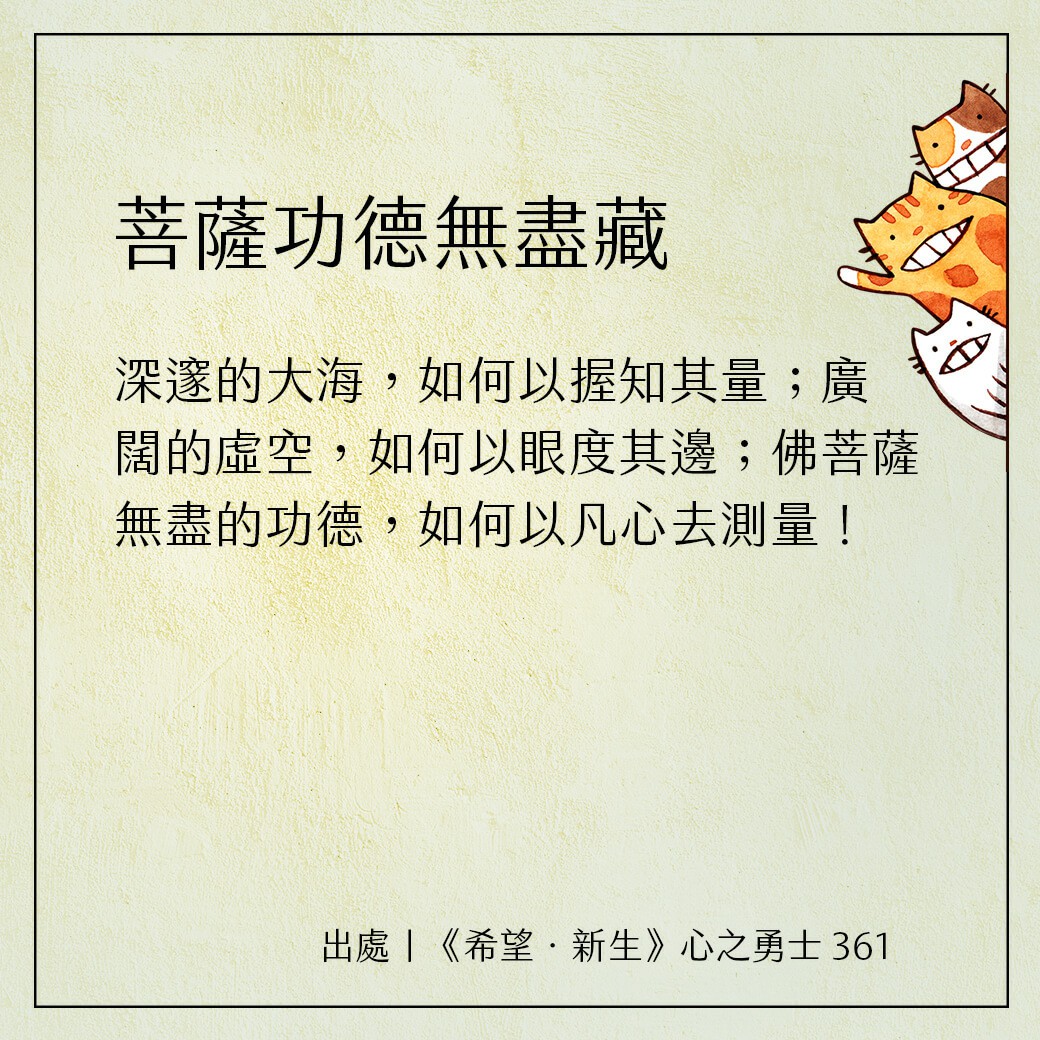 菩薩功德無盡藏
深邃的大海，如何以握知其量；廣
闊的虛空，如何以眼度其邊；佛菩薩
無盡的功德，如何以凡心去測量！
出處｜《希望．新生》心之勇士 361